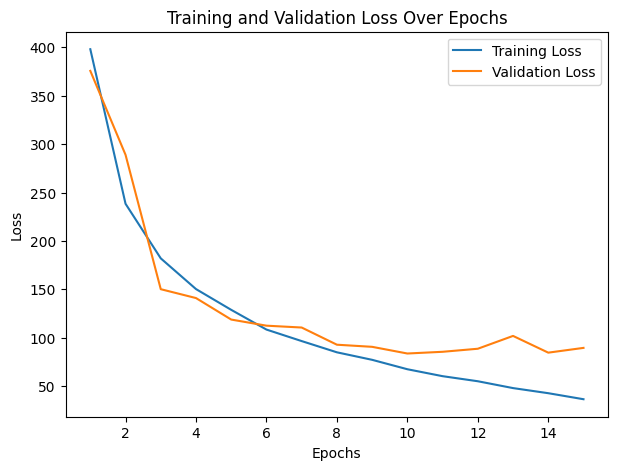 Training and Validation Loss Over Epochs
Training Loss
Validation Loss
400
350
300
250
200
150
100
50
Loss
2 4 6 8 10 12 14
Epochs